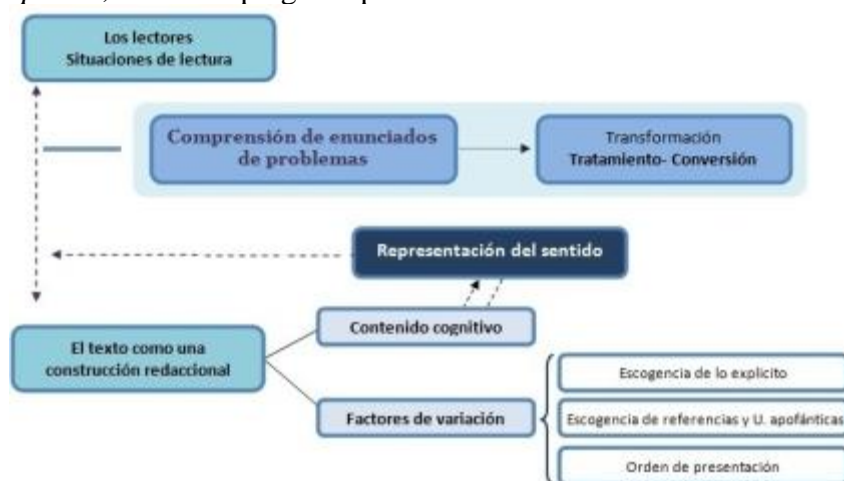 Los lectores
Situaciones de lectura
Comprensión de enunciados
de problemas
Transformación
Tratamiento- Conversión
Representación del sentido
Contenido cognitivo
El texto como una
construcción redaccional
Factores de variación
Escogencia de lo explícito
Escogencia de referencias y U. apofánticas
Orden de presentación